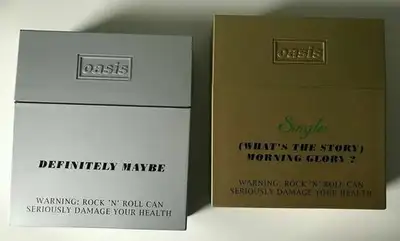 oasis
DEFINITELY MAYBE
WARNING: ROCK 'N' ROLL CAN
SERIOUSLY DAMAGE YOUR HEALTH
oasis
Singles
(WHAT'S THE STORY)
MORNING GLORY ?
WARNING: ROCK 'N' ROLL CAN
SERIOUSLY DAMAGE YOUR HEALTH